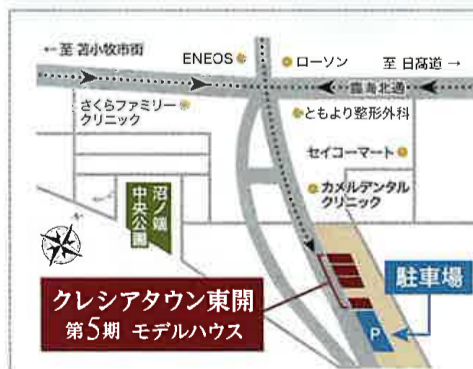 ←至 苫小牧市街
ENEOS
ローソン
至 日高道 →
臨海北通
さくらファミリー
クリニック
ともより整形外科
セイコーマート
カメルデンタル
クリニック
沼ノ端
中央公園
クレシアタウン東開
第5期 モデルハウス
駐車場
P